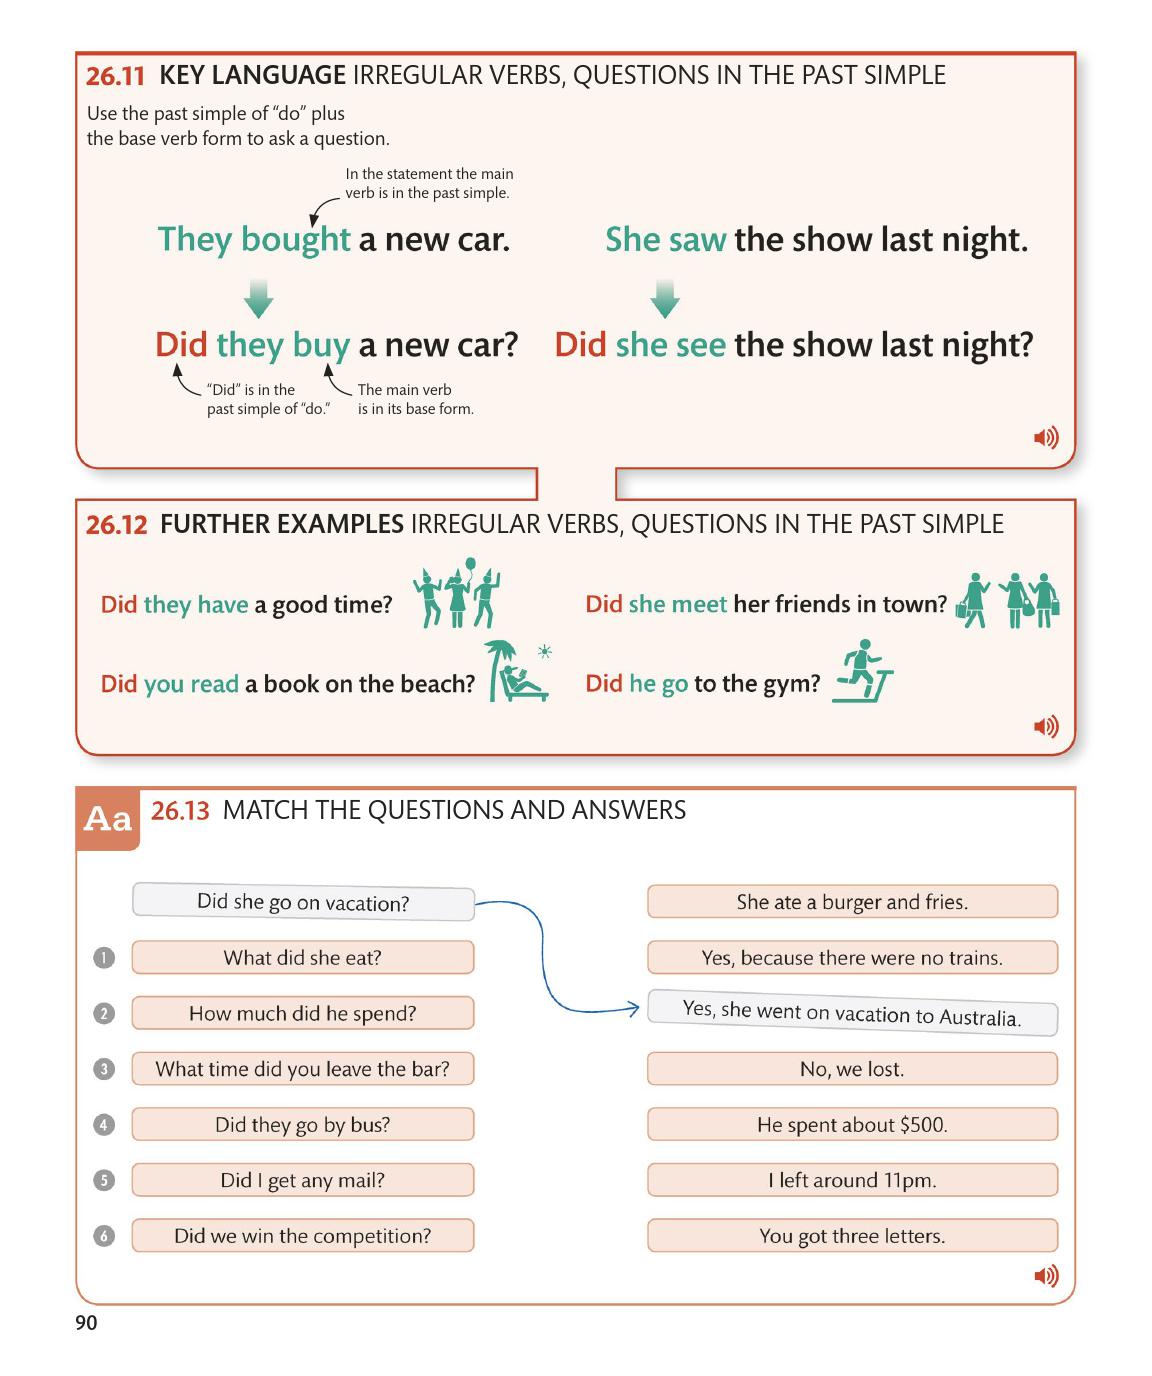 26.11 KEY LANGUAGE IRREGULAR VERBS, QUESTIONS IN THE PAST SIMPLE
Use the past simple of “do” plus
the base verb form to ask a question.
In the statement the main
verb is in the past simple.
They bought a new car.
She saw the show last night.
Did they buy a new car?
Did she see the show last night?
“Did” is in the
past simple of “do.”
The main verb
is in its base form.
26.12 FURTHER EXAMPLES IRREGULAR VERBS, QUESTIONS IN THE PAST SIMPLE
Did they have a good time?
Did she meet her friends in town?
Did you read a book on the beach?
Did he go to the gym?
Aa 26.13 MATCH THE QUESTIONS AND ANSWERS
Did she go on vacation?
She ate a burger and fries.
1 What did she eat?
Yes, because there were no trains.
2 How much did he spend?
Yes, she went on vacation to Australia.
3 What time did you leave the bar?
No, we lost.
4 Did they go by bus?
He spent about $500.
5 Did I get any mail?
I left around 11pm.
6 Did we win the competition?
You got three letters.
90